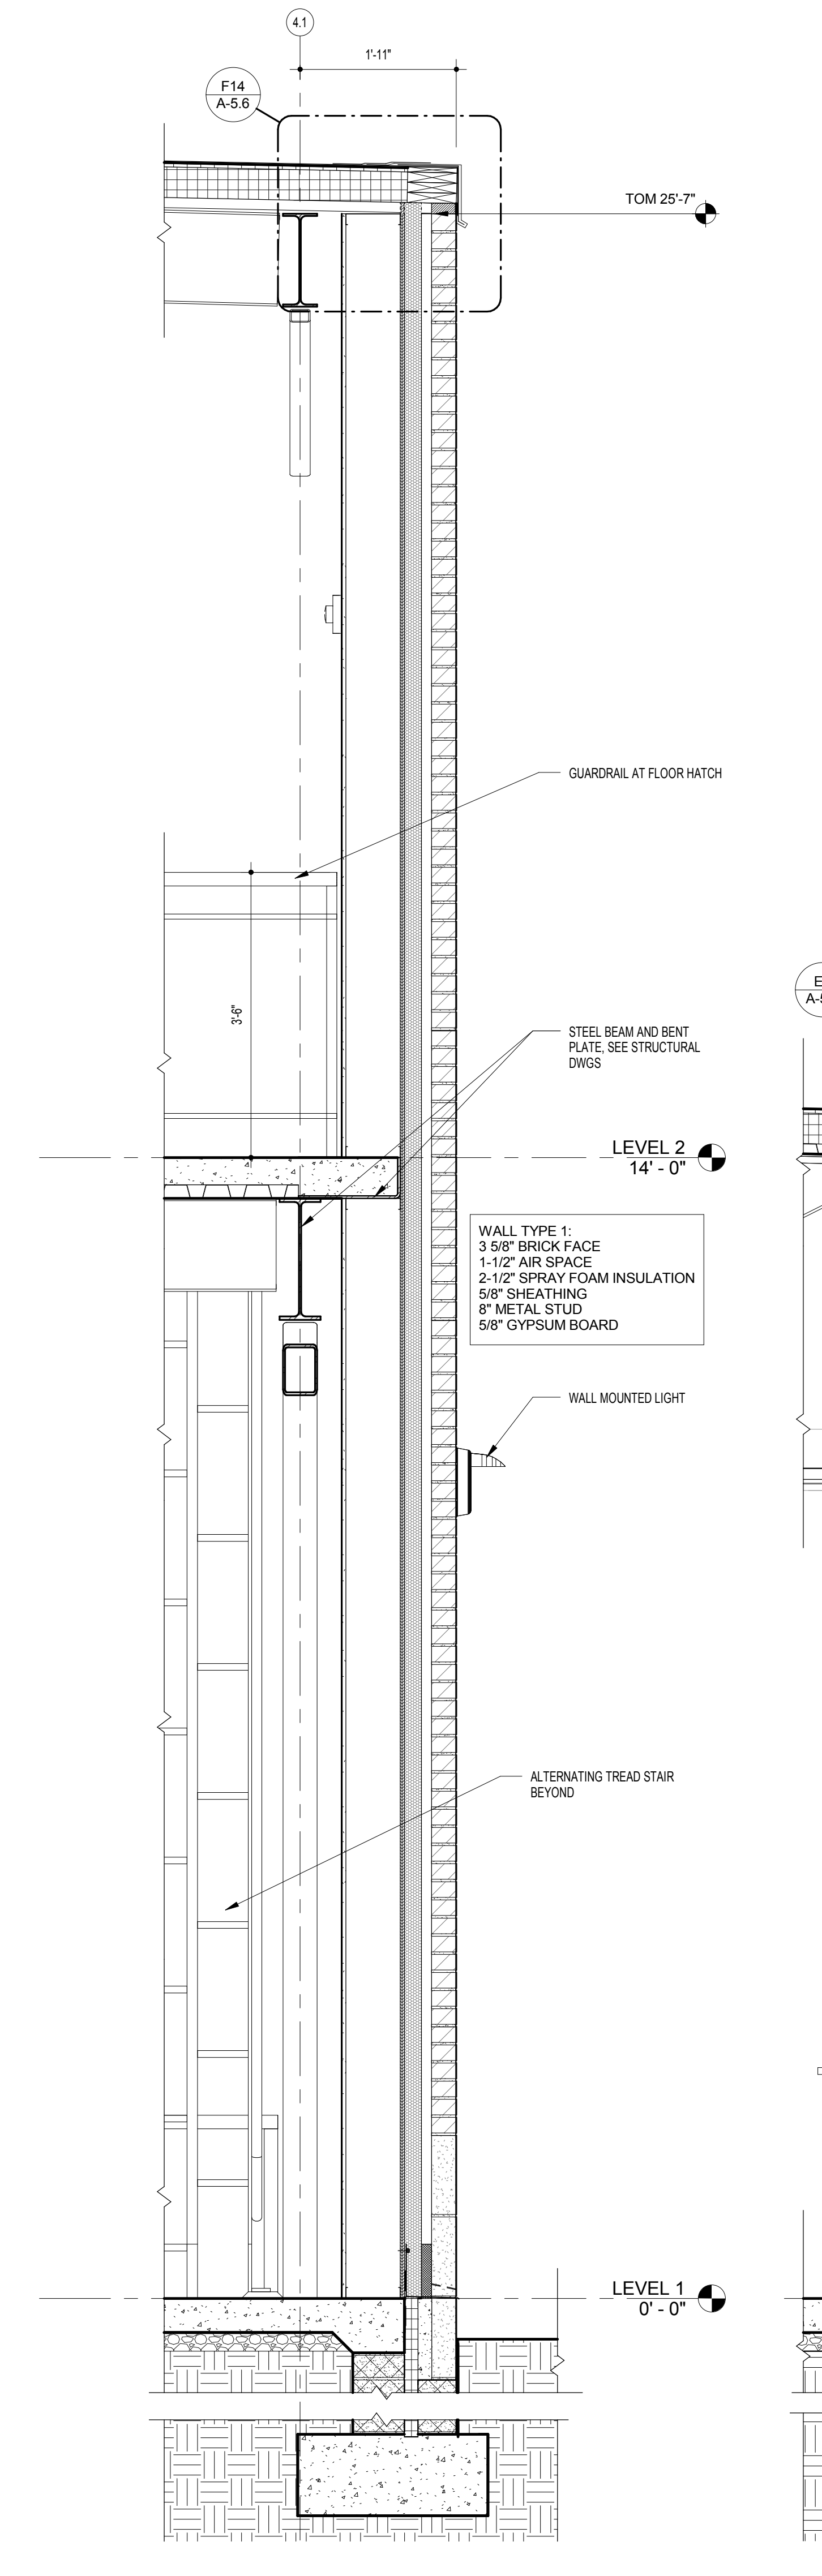 4.1
1'-11"
F14
A-5.6
TOM 25'-7"
GUARDRAIL AT FLOOR HATCH
3'-6"
STEEL BEAM AND BENT
PLATE, SEE STRUCTURAL
DWGS
LEVEL 2
14' - 0"
WALL TYPE 1:
3 5/8" BRICK FACE
1-1/2" AIR SPACE
2-1/2" SPRAY FOAM INSULATION
5/8" SHEATHING
8" METAL STUD
5/8" GYPSUM BOARD
WALL MOUNTED LIGHT
ALTERNATING TREAD STAIR
BEYOND
LEVEL 1
0' - 0"